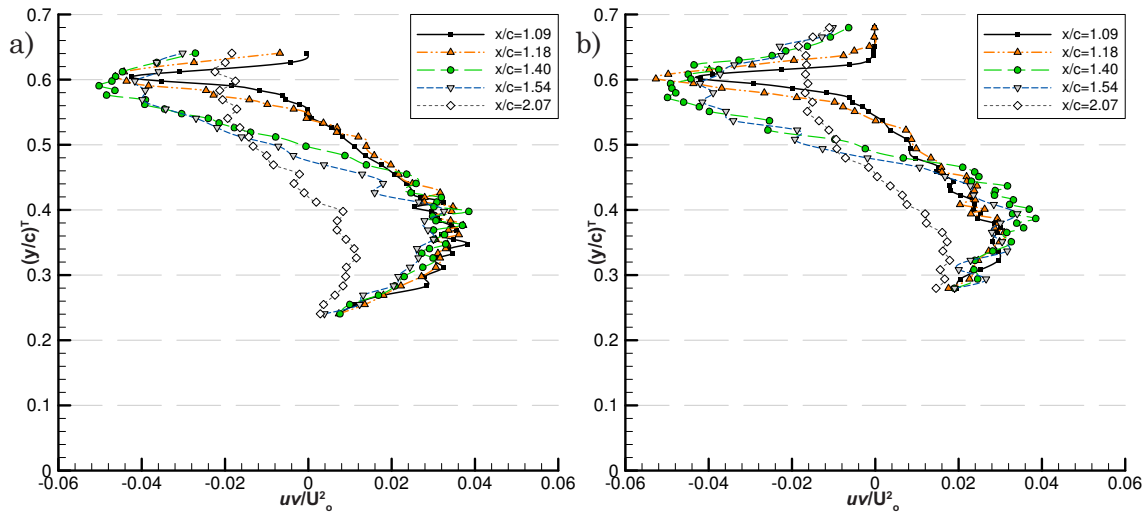 a)
0.7
0.6
0.5
0.4
0.3
0.2
0.1
0
(y/c)ᵀ
-0.06
-0.04
-0.02
0
0.02
0.04
0.06
uv/U²ₒ
x/c=1.09
x/c=1.18
x/c=1.40
x/c=1.54
x/c=2.07
b)
0.7
0.6
0.5
0.4
0.3
0.2
0.1
0
(y/c)ᵀ
-0.06
-0.04
-0.02
0
0.02
0.04
0.06
uv/U²ₒ
x/c=1.09
x/c=1.18
x/c=1.40
x/c=1.54
x/c=2.07